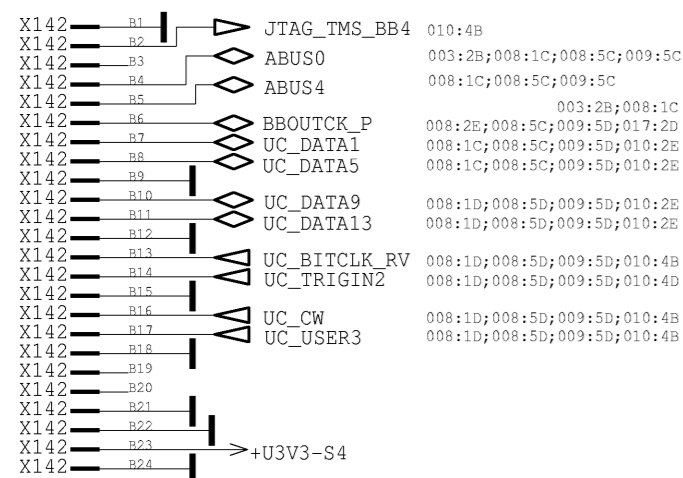 X142 B1
X142 B2 JTAG_TMS_BB4 010:4B
X142 B3
X142 B4 ABUS0 003:2B;008:1C;008:5C;009:5C
X142 B5 ABUS4 008:1C;008:5C;009:5C
003:2B;008:1C
X142 B6 BBOUTCK_P 008:2E;008:5C;009:5D;017:2D
X142 B7 UC_DATA1 008:1C;008:5C;009:5D;010:2E
X142 B8 UC_DATA5 008:1C;008:5C;009:5D;010:2E
X142 B9
X142 B10 UC_DATA9 008:1D;008:5D;009:5D;010:2E
X142 B11 UC_DATA13 008:1D;008:5D;009:5D;010:2E
X142 B12
X142 B13 UC_BITCLK_RV 008:1D;008:5D;009:5D;010:4B
X142 B14 UC_TRIGIN2 008:1D;008:5D;009:5D;010:4D
X142 B15
X142 B16 UC_CW 008:1D;008:5D;009:5D;010:4B
X142 B17 UC_USER3 008:1D;008:5D;009:5D;010:4B
X142 B18
X142 B19
X142 B20
X142 B21
X142 B22
X142 B23 +U3V3-S4
X142 B24